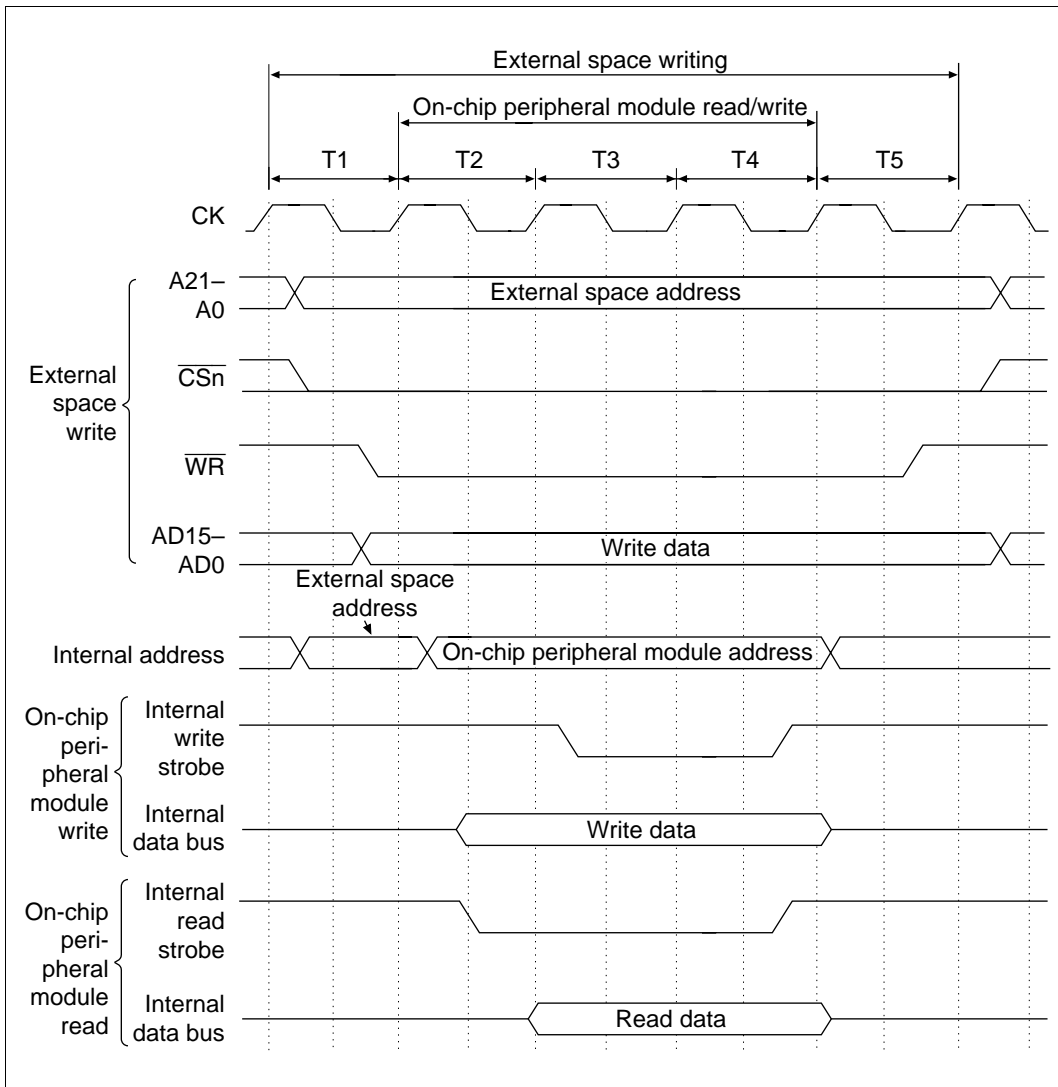 External space writing
On-chip peripheral module read/write
T1 T2 T3 T4 T5
CK
A21–
A0
External space address
CSn
External
space
write
WR
AD15–
AD0
Write data
External space
address
Internal address
On-chip peripheral module address
On-chip
peri-
pheral
module
write
Internal
write
strobe
Internal
data bus
Write data
On-chip
peri-
pheral
module
read
Internal
read
strobe
Internal
data bus
Read data